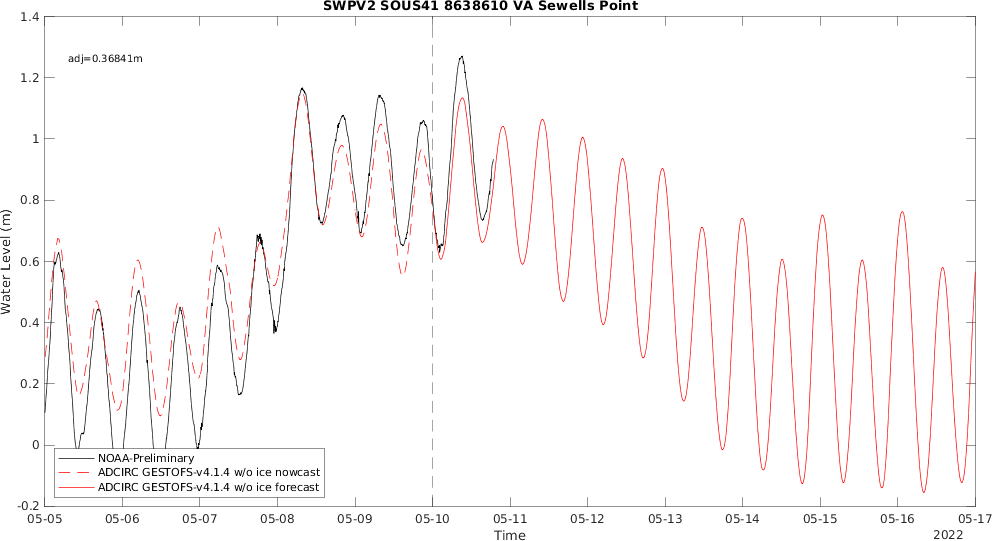 SWPV2 SOUS41 8638610 VA Sewells Point
adj=0.36841m
Water Level (m)
1.4
1.2
1
0.8
0.6
0.4
0.2
0
-0.2
NOAA-Preliminary
ADCIRC GESTOFS-v4.1.4 w/o ice nowcast
ADCIRC GESTOFS-v4.1.4 w/o ice forecast
05-05 05-06 05-07 05-08 05-09 05-10 05-11 05-12 05-13 05-14 05-15 05-16 05-17
Time
2022